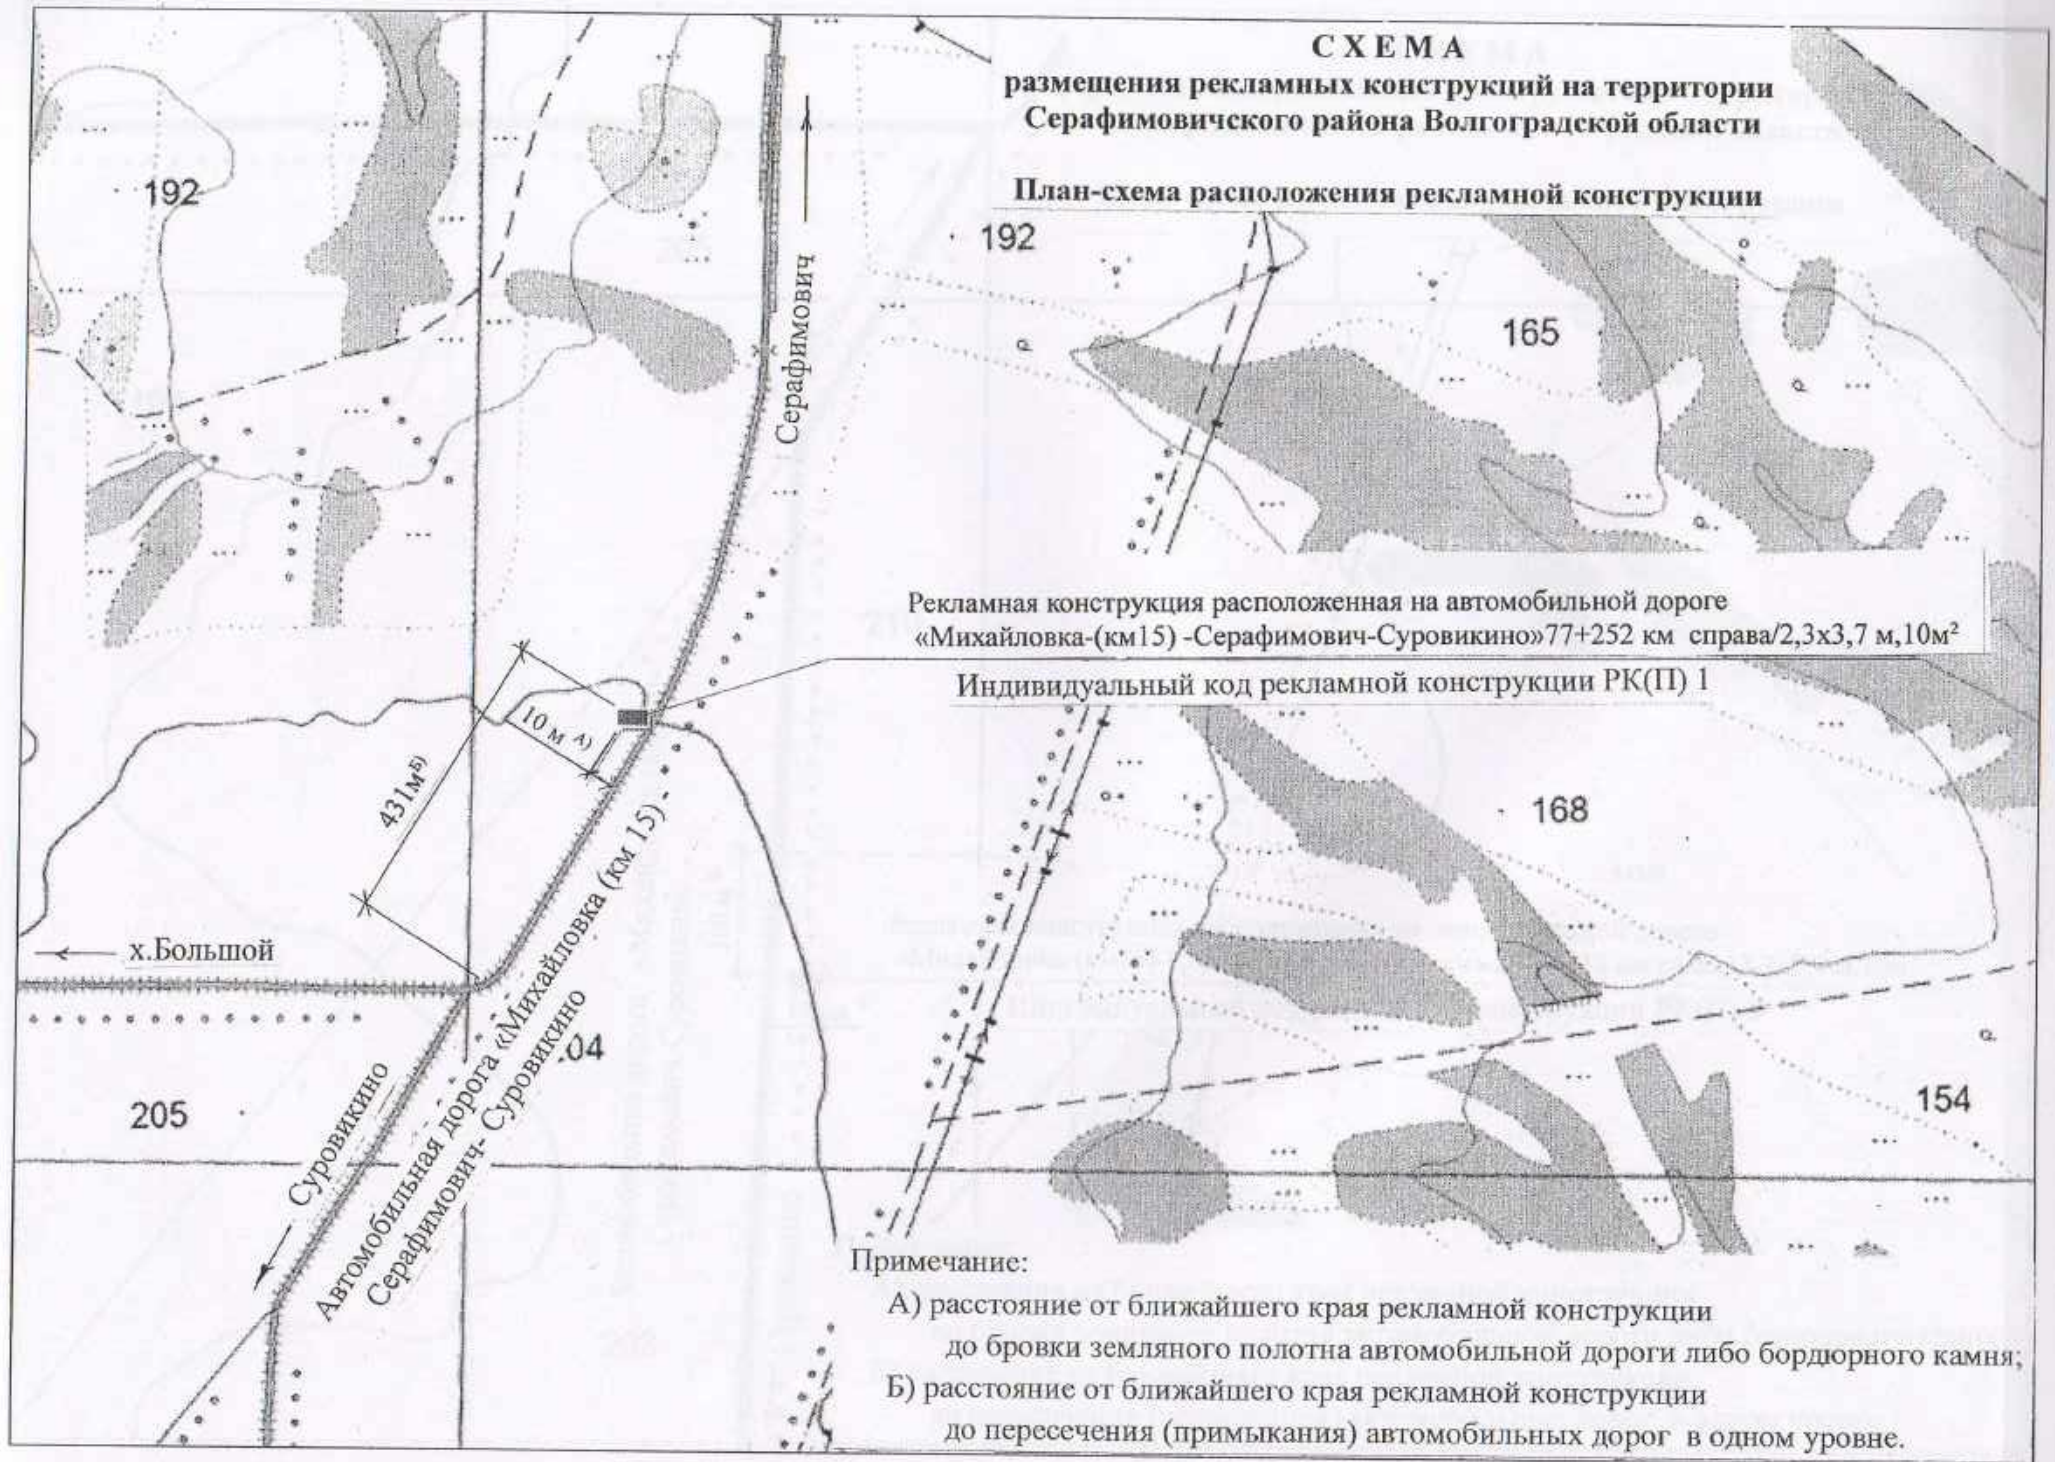 СХЕМА
размещения рекламных конструкций на территории
Серафимовичского района Волгоградской области
План-схема расположения рекламной конструкции
192
192
Серафимович
165
Рекламная конструкция расположенная на автомобильной дороге
«Михайловка-(км15) -Серафимович-Суровикино»77+252 км справа/2,3х3,7 м,10м²
Индивидуальный код рекламной конструкции РК(П) 1
10 м А)
431мБ)
168
х.Большой
Автомобильная дорога «Михайловка (км 15) -
Серафимович- Суровикино
Суровикино
04
205
154
Примечание:
А) расстояние от ближайшего края рекламной конструкции
до бровки земляного полотна автомобильной дороги либо бордюрного камня;
Б) расстояние от ближайшего края рекламной конструкции
до пересечения (примыкания) автомобильных дорог в одном уровне.